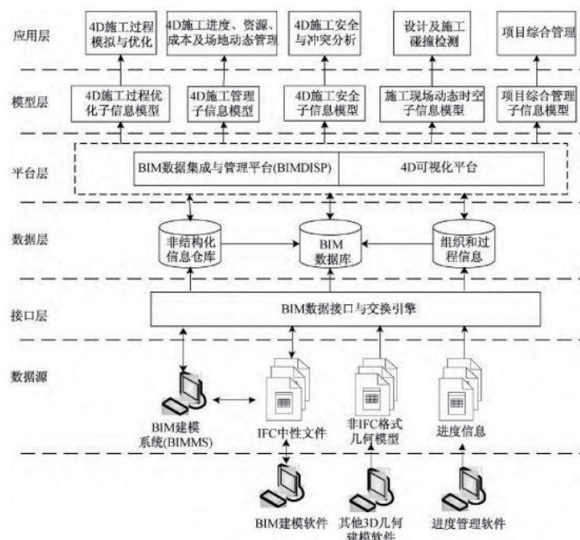 应用层
4D施工过程
模拟与优化
4D施工进度、资源、
成本及场地动态管理
4D施工安全
与冲突分析
设计及施工
碰撞检测
项目综合管理
模型层
4D施工过程优
化子信息模型
4D施工管理
子信息模型
4D施工安全
子信息模型
施工现场动态时空
子信息模型
项目综合管理
子信息模型
平台层
BIM数据集成与管理平台(BIMDISP)
4D可视化平台
数据层
非结构化
信息仓库
BIM
数据库
组织和过
程信息
接口层
BIM数据接口与交换引擎
数据源
BIM建模
系统(BIMMS)
IFC中性文件
非IFC格式
几何模型
进度信息
BIM建模软件
其他3D几何
建模软件
进度管理软件